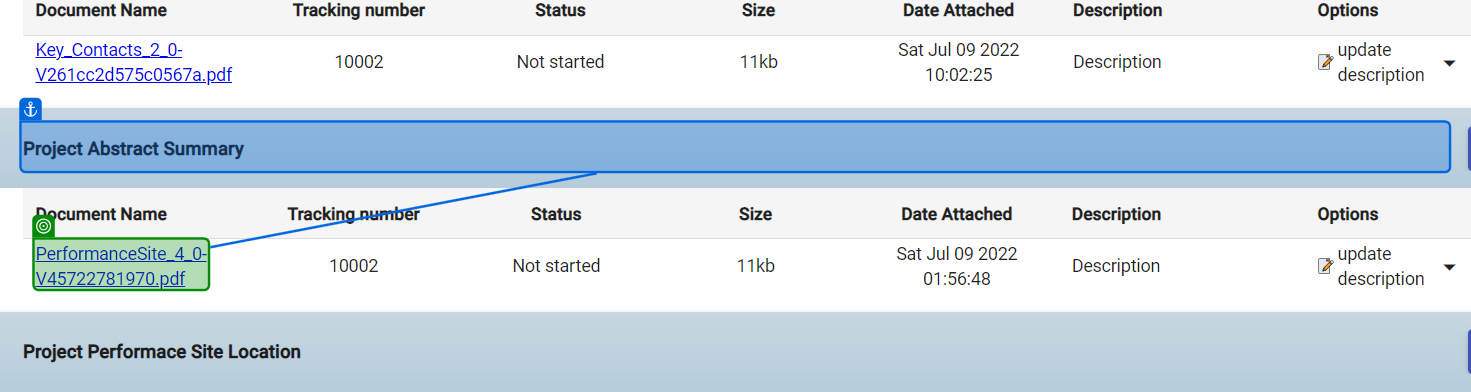 Document Name Tracking number Status Size Date Attached Description Options
Key_Contacts_2_0-
V261cc2d575c0567a.pdf
10002
Not started
11kb
Sat Jul 09 2022
10:02:25
Description
update
description
Project Abstract Summary
Document Name Tracking number Status Size Date Attached Description Options
PerformanceSite_4_0-
V45722781970.pdf
10002
Not started
11kb
Sat Jul 09 2022
01:56:48
Description
update
description
Project Performace Site Location